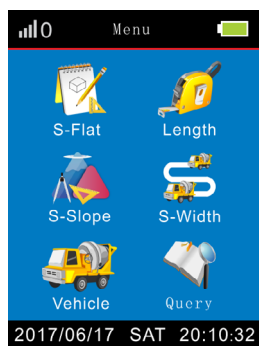 0 Menu
S-Flat Length
S-Slope S-Width
Vehicle Query
2017/06/17 SAT 20:10:32